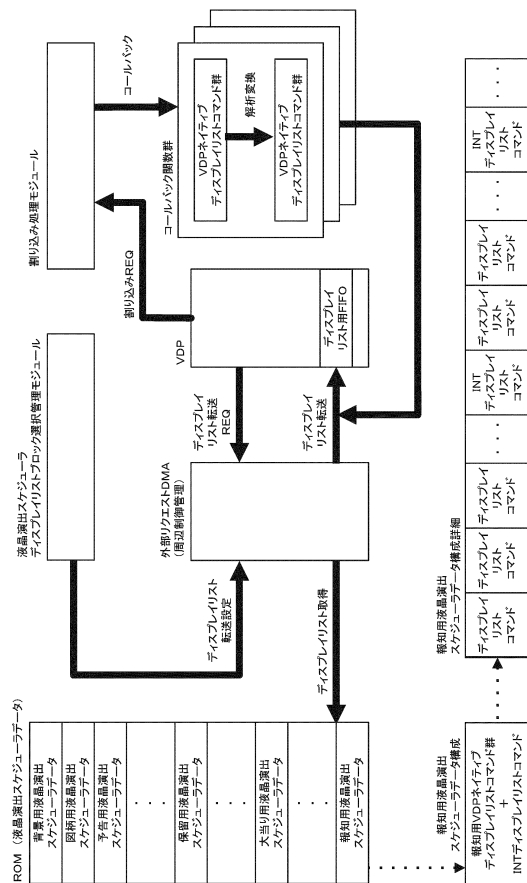 ROM（液晶演出スケジューラデータ）
背景用液晶演出
スケジューラデータ
図柄用液晶演出
スケジューラデータ
予告用液晶演出
スケジューラデータ
・・・
保留用液晶演出
スケジューラデータ
・・・
大当り用液晶演出
スケジューラデータ
・・・
報知用液晶演出
スケジューラデータ
液晶演出スケジューラ
ディスプレイリストブロック選択管理モジュール
ディスプレイリスト
転送設定
ディスプレイリスト取得
外部リクエストDMA
（周辺制御管理）
ディスプレイ
リスト転送
REQ
ディスプレイ
リスト転送
VDP
ディスプレイ
リスト用FIFO
割り込みREQ
割り込み処理モジュール
コールバック
コールバック関数群
VDPネイティブ
ディスプレイリストコマンド群
解析変換
VDPネイティブ
ディスプレイリストコマンド群
報知用液晶演出
スケジューラデータ構成
報知用VDPネイティブ
ディスプレイリストコマンド群
＋
INTディスプレイリストコマンド
報知用液晶演出
スケジューラデータ構成詳細
ディスプレイ
リスト
コマンド
ディスプレイ
リスト
コマンド
ディスプレイ
リスト
コマンド
・・・
INT
ディスプレイ
リスト
コマンド
ディスプレイ
リスト
コマンド
ディスプレイ
リスト
コマンド
・・・
INT
ディスプレイ
リスト
コマンド
・・・